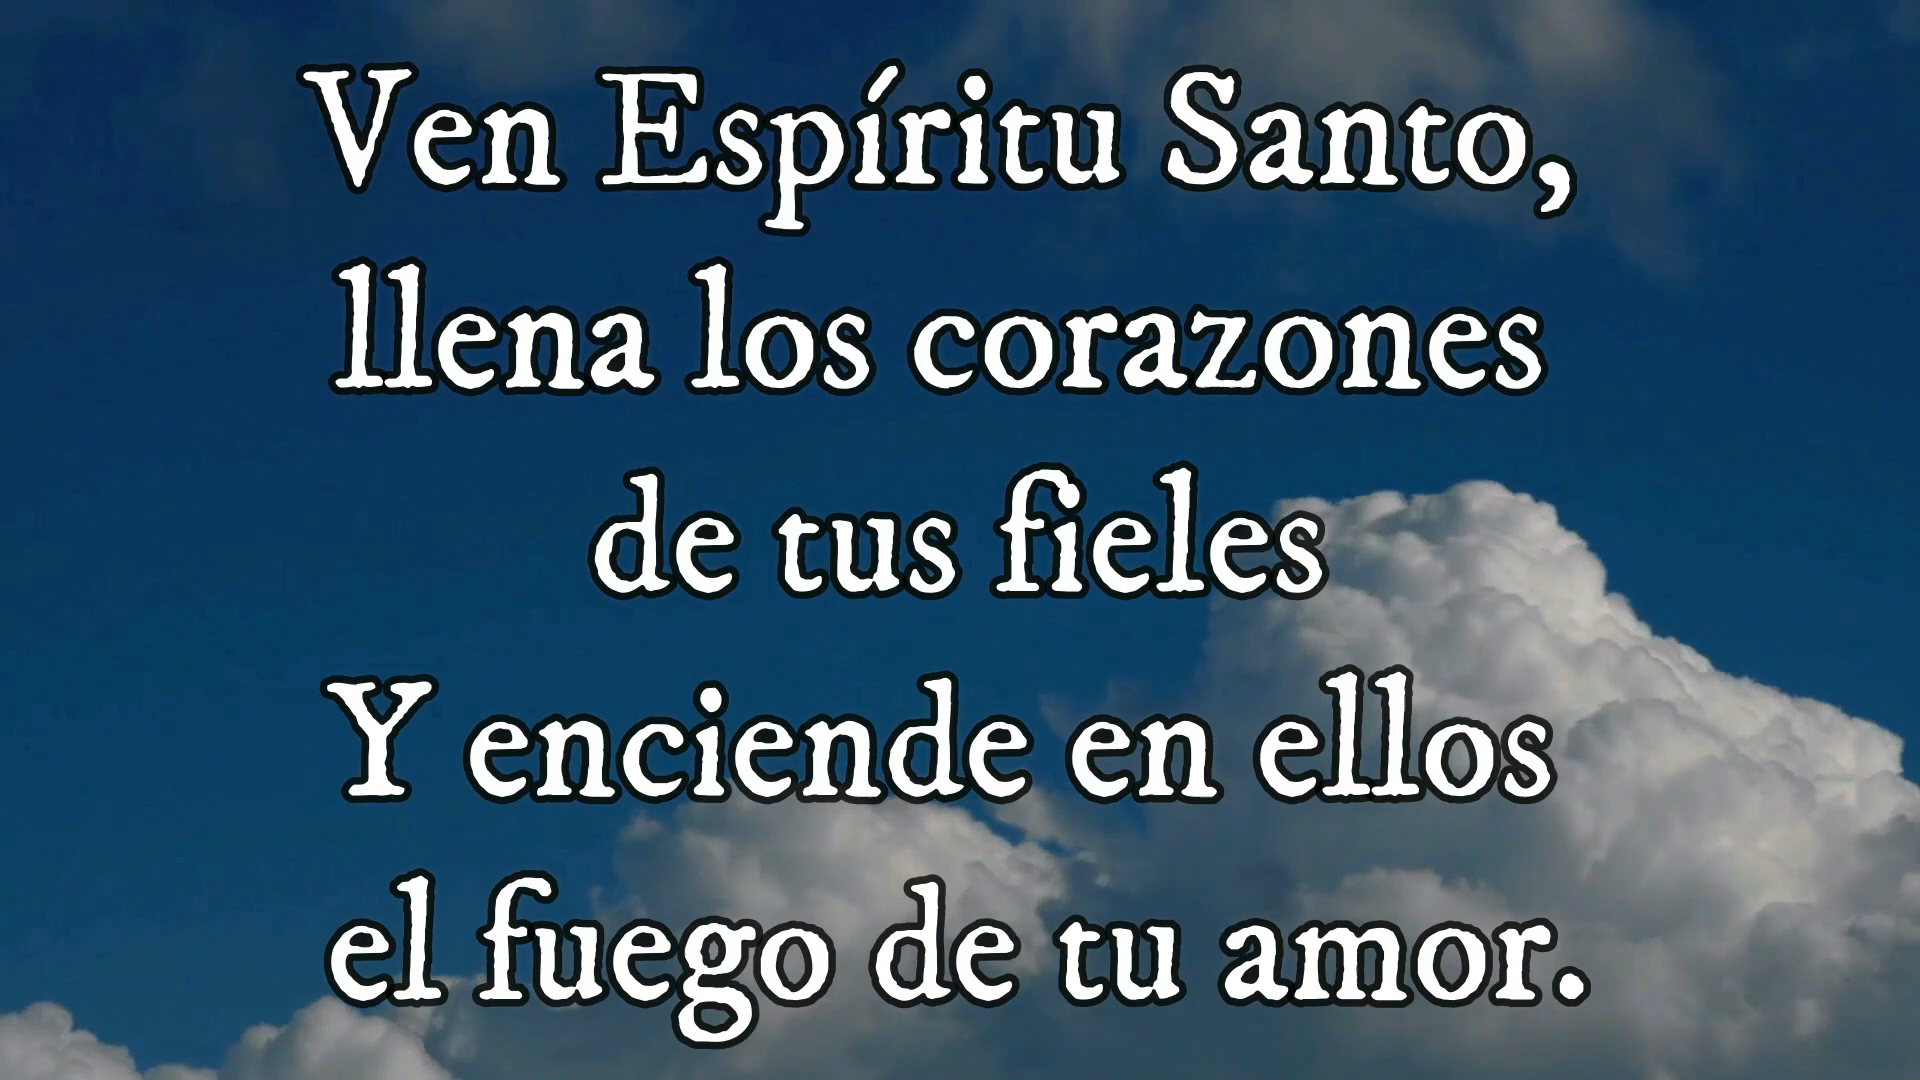 Ven Espíritu Santo,
llena los corazones
de tus fieles
Y enciende en ellos
el fuego de tu amor.